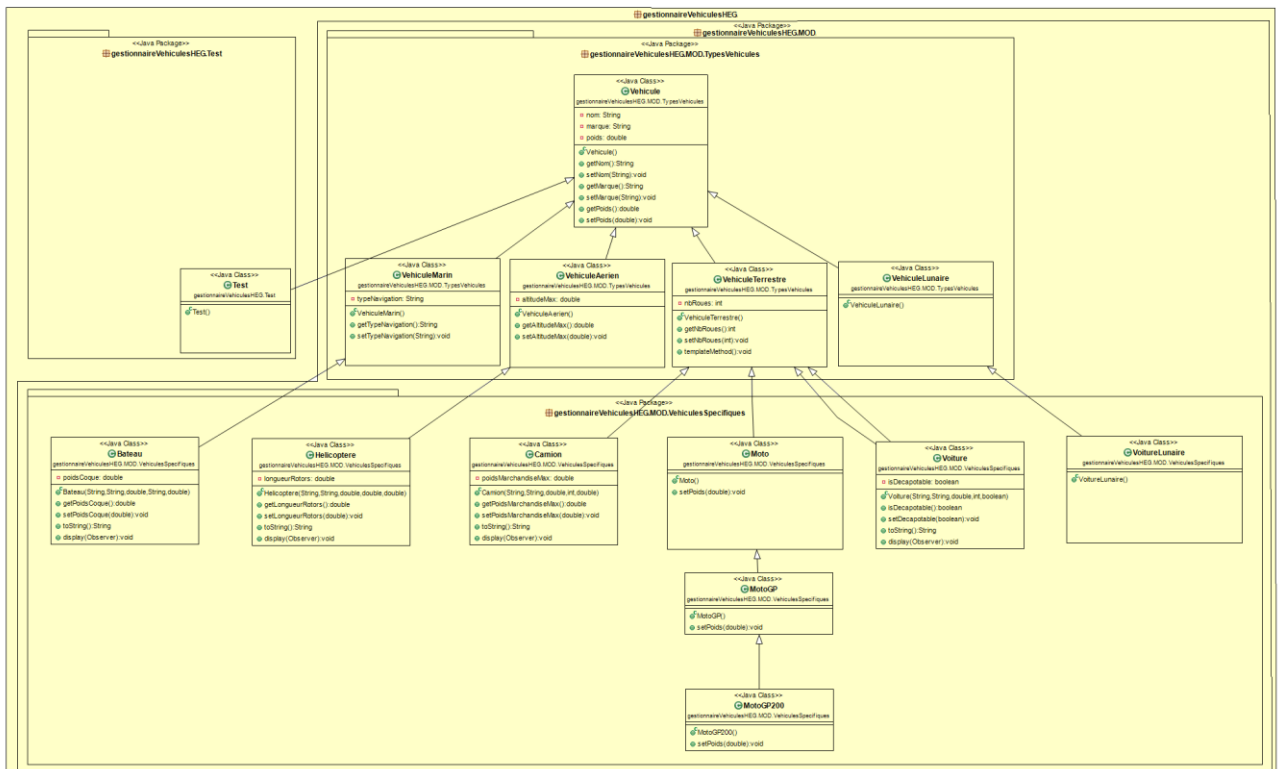 gestionnaireVehiculesHEG
<<Java Package>>
gestionnaireVehiculesHEG.MOD
<<Java Package>>
gestionnaireVehiculesHEG.Test
<<Java Package>>
gestionnaireVehiculesHEG.MOD.TypesVehicules
<<Java Class>>
Vehicule
gestionnaireVehiculesHEG.MOD.TypesVehicules
nom: String
marque: String
poids: double
Vehicule()
getNom():String
setNom(String):void
getMarque():String
setMarque(String):void
getPoids():double
setPoids(double):void
<<Java Class>>
Test
gestionnaireVehiculesHEG.Test
Test()
<<Java Class>>
VehiculeMarin
gestionnaireVehiculesHEG.MOD.TypesVehicules
typeNavigation: String
VehiculeMarin()
getTypeNavigation():String
setTypeNavigation(String):void
<<Java Class>>
VehiculeAerien
gestionnaireVehiculesHEG.MOD.TypesVehicules
altitudeMax: double
VehiculeAerien()
getAltitudeMax():double
setAltitudeMax(double):void
<<Java Class>>
VehiculeTerrestre
gestionnaireVehiculesHEG.MOD.TypesVehicules
nbRoues: int
VehiculeTerrestre()
getNbRoues():int
setNbRoues(int):void
templateMethod():void
<<Java Class>>
VehiculeLunaire
gestionnaireVehiculesHEG.MOD.TypesVehicules
VehiculeLunaire()
<<Java Package>>
gestionnaireVehiculesHEG.MOD.VehiculesSpecifiques
<<Java Class>>
Bateau
gestionnaireVehiculesHEG.MOD.VehiculesSpecifiques
poidsCoque: double
Bateau(String,String,double,String,double)
getPoidsCoque():double
setPoidsCoque(double):void
toString():String
display(Observer):void
<<Java Class>>
Helicoptere
gestionnaireVehiculesHEG.MOD.VehiculesSpecifiques
longueurRotors: double
Helicoptere(String,String,double,double,double)
getLongueurRotors():double
setLongueurRotors(double):void
toString():String
display(Observer):void
<<Java Class>>
Camion
gestionnaireVehiculesHEG.MOD.VehiculesSpecifiques
poidsMarchandiseMax: double
Camion(String,String,double,int,double)
getPoidsMarchandiseMax():double
setPoidsMarchandiseMax(double):void
toString():String
display(Observer):void
<<Java Class>>
Moto
gestionnaireVehiculesHEG.MOD.VehiculesSpecifiques
Moto()
setPoids(double):void
<<Java Class>>
Voiture
gestionnaireVehiculesHEG.MOD.VehiculesSpecifiques
isDecapotable: boolean
Voiture(String,String,double,int,boolean)
isDecapotable():boolean
setDecapotable(boolean):void
toString():String
display(Observer):void
<<Java Class>>
VoitureLunaire
gestionnaireVehiculesHEG.MOD.VehiculesSpecifiques
VoitureLunaire()
<<Java Class>>
MotoGP
gestionnaireVehiculesHEG.MOD.VehiculesSpecifiques
MotoGP()
setPoids(double):void
<<Java Class>>
MotoGP200
gestionnaireVehiculesHEG.MOD.VehiculesSpecifiques
MotoGP200()
setPoids(double):void